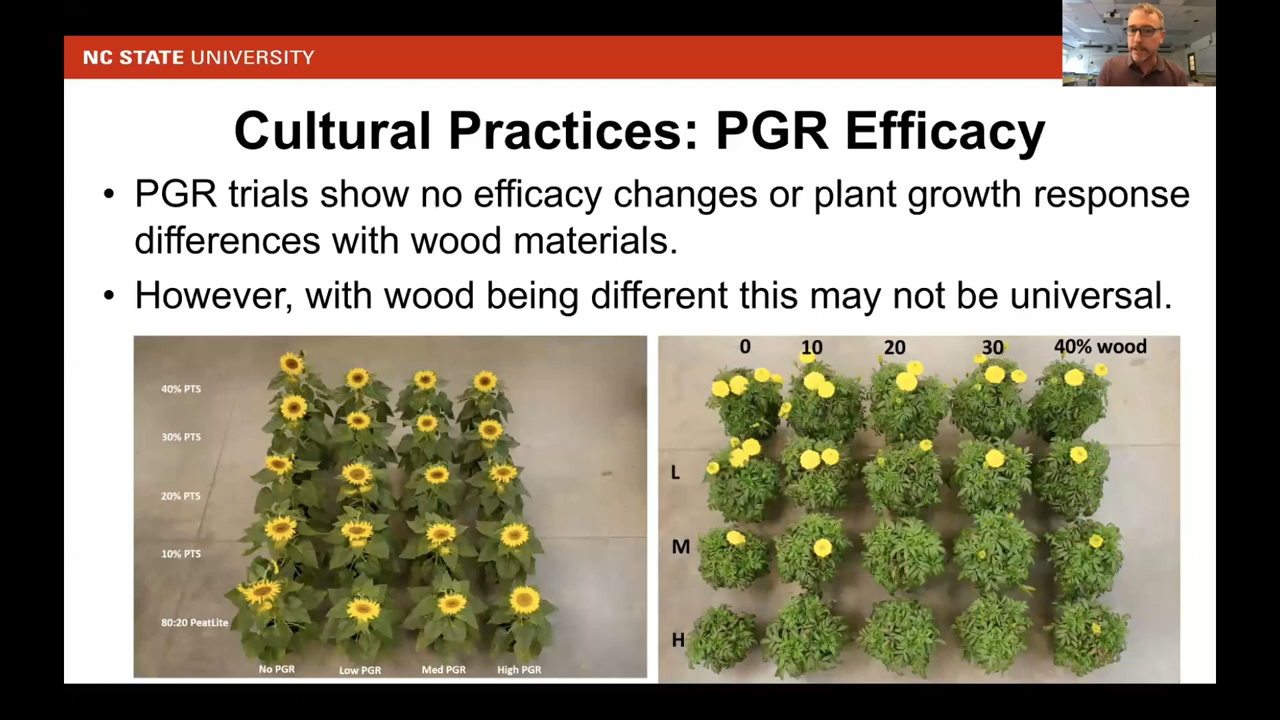 NC STATE UNIVERSITY
Cultural Practices: PGR Efficacy
• PGR trials show no efficacy changes or plant growth response
differences with wood materials.
• However, with wood being different this may not be universal.
40% PTS
30% PTS
20% PTS
10% PTS
80:20 PeatLite
No PGR Low PGR Med PGR High PGR
0 10 20 30 40% wood
L
M
H